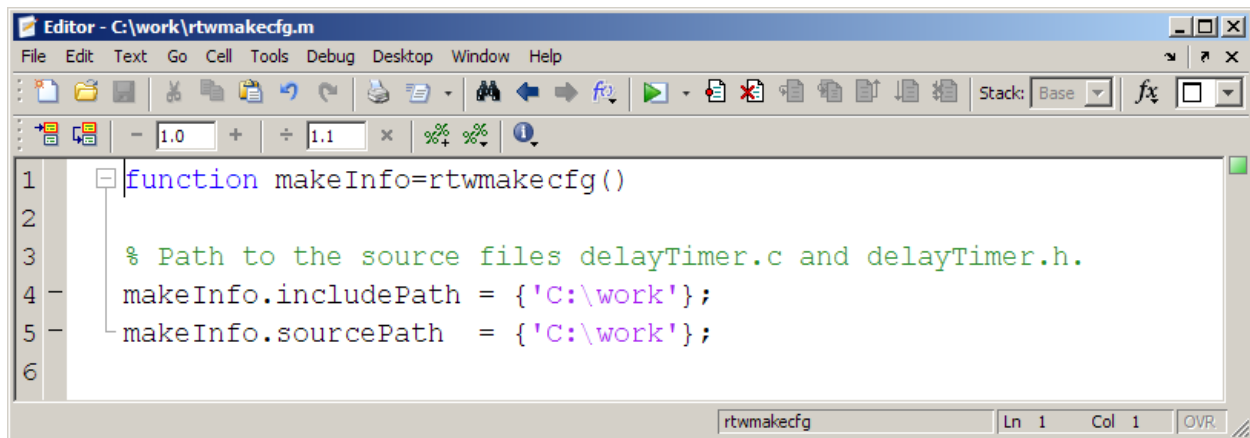 Editor - C:\work\rtwmakecfg.m
File Edit Text Go Cell Tools Debug Desktop Window Help
Stack: Base fx
- 1.0 + ÷ 1.1 ×
1 function makeInfo=rtwmakecfg()
2
3 % Path to the source files delayTimer.c and delayTimer.h.
4 - makeInfo.includePath = {'C:\work'};
5 - makeInfo.sourcePath  = {'C:\work'};
6
rtwmakecfg Ln 1 Col 1 OVR